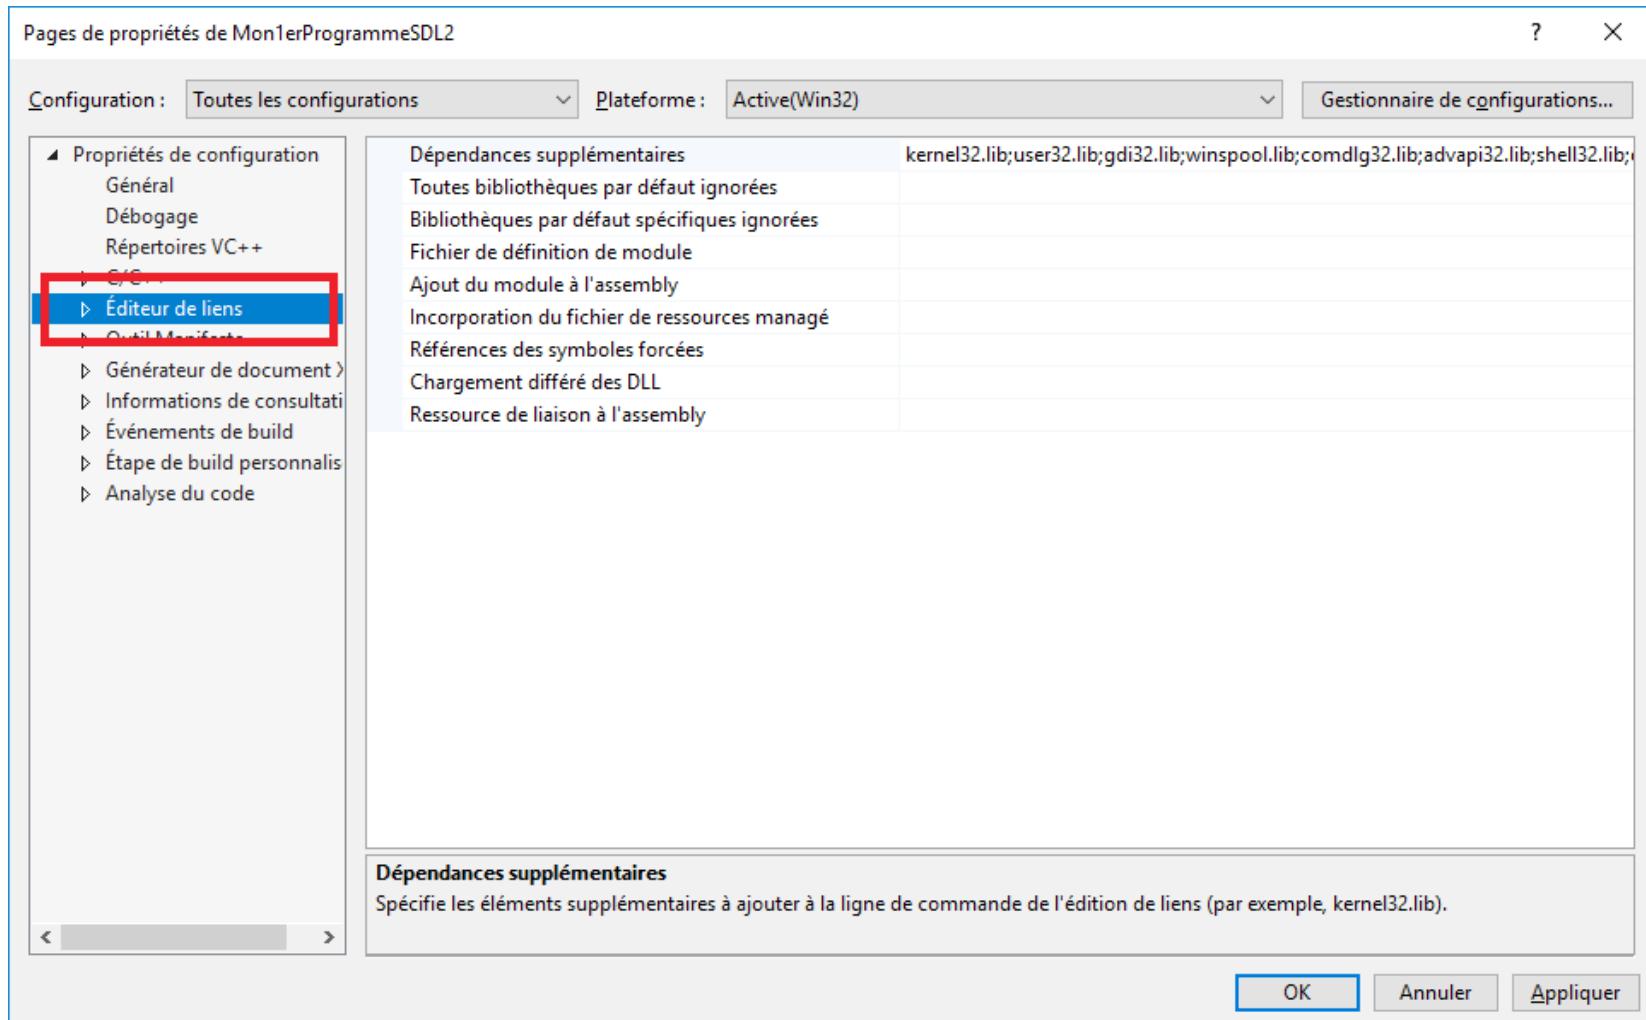 Pages de propriétés de Mon1erProgrammeSDL2
?
Configuration : Toutes les configurations Plateforme : Active(Win32) Gestionnaire de configurations...
Propriétés de configuration
Général
Débogage
Répertoires VC++
C/C++
Éditeur de liens
Outil Manifeste
Générateur de document X
Informations de consultati
Événements de build
Étape de build personnalis
Analyse du code
Dépendances supplémentaires kernel32.lib;user32.lib;gdi32.lib;winspool.lib;comdlg32.lib;advapi32.lib;shell32.lib;
Toutes bibliothèques par défaut ignorées
Bibliothèques par défaut spécifiques ignorées
Fichier de définition de module
Ajout du module à l'assembly
Incorporation du fichier de ressources managé
Références des symboles forcées
Chargement différé des DLL
Ressource de liaison à l'assembly
Dépendances supplémentaires
Spécifie les éléments supplémentaires à ajouter à la ligne de commande de l'édition de liens (par exemple, kernel32.lib).
OK Annuler Appliquer